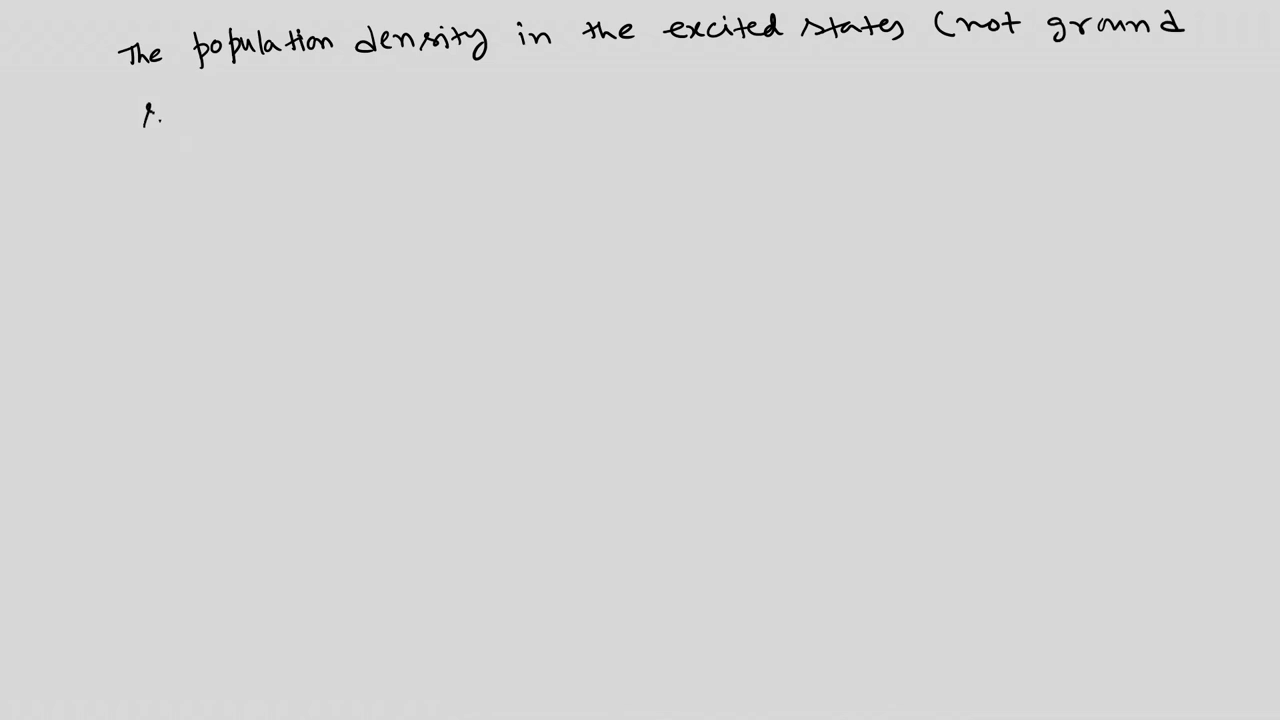 The population density in the excited states (not ground
s